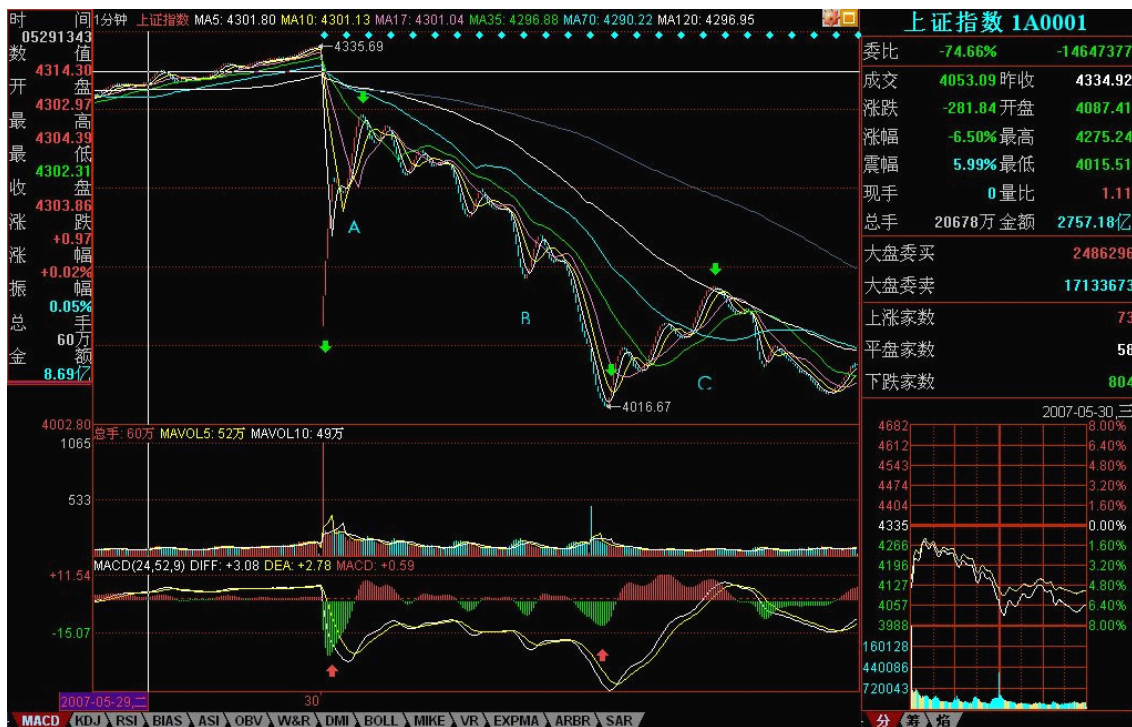 时间
05291343
数值
4314.30
开盘
4302.97
最高
4304.39
最低
4302.31
收盘
4303.86
涨跌
+0.97
涨幅
+0.02%
振幅
0.05%
总手
60万
金额
8.69亿
1分钟 上证指数 MA5: 4301.80 MA10: 4301.13 MA17: 4301.04 MA35: 4296.88 MA70: 4290.22 MA120: 4296.95
4335.69
A
B
C
4016.67
4002.80
总手: 60万 MAVOL5: 52万 MAVOL10: 49万
1065
533
MACD(24,52,9) DIFF: +3.08 DEA: +2.78 MACD: +0.59
+11.54
-15.07
2007-05-29,二 30
MACD KDJ RSI BIAS ASI OBV W&R DMI BOLL MIKE VR EXPMA ARBR SAR
上证指数 1A0001
委比 -74.66% -14647377
成交 4053.09 昨收 4334.92
涨跌 -281.84 开盘 4087.41
涨幅 -6.50% 最高 4275.24
震幅 5.99% 最低 4015.51
现手 0 量比 1.11
总手 20678万 金额 2757.18亿
大盘委买 2486296
大盘委卖 17133673
上涨家数 73
平盘家数 58
下跌家数 804
2007-05-30,三
4682 8.00%
4612 6.40%
4543 4.80%
4474 3.20%
4404 1.60%
4335 0.00%
4266 1.60%
4196 3.20%
4127 4.80%
4057 6.40%
3988 8.00%
160128
440086
720043
分 筹 焰